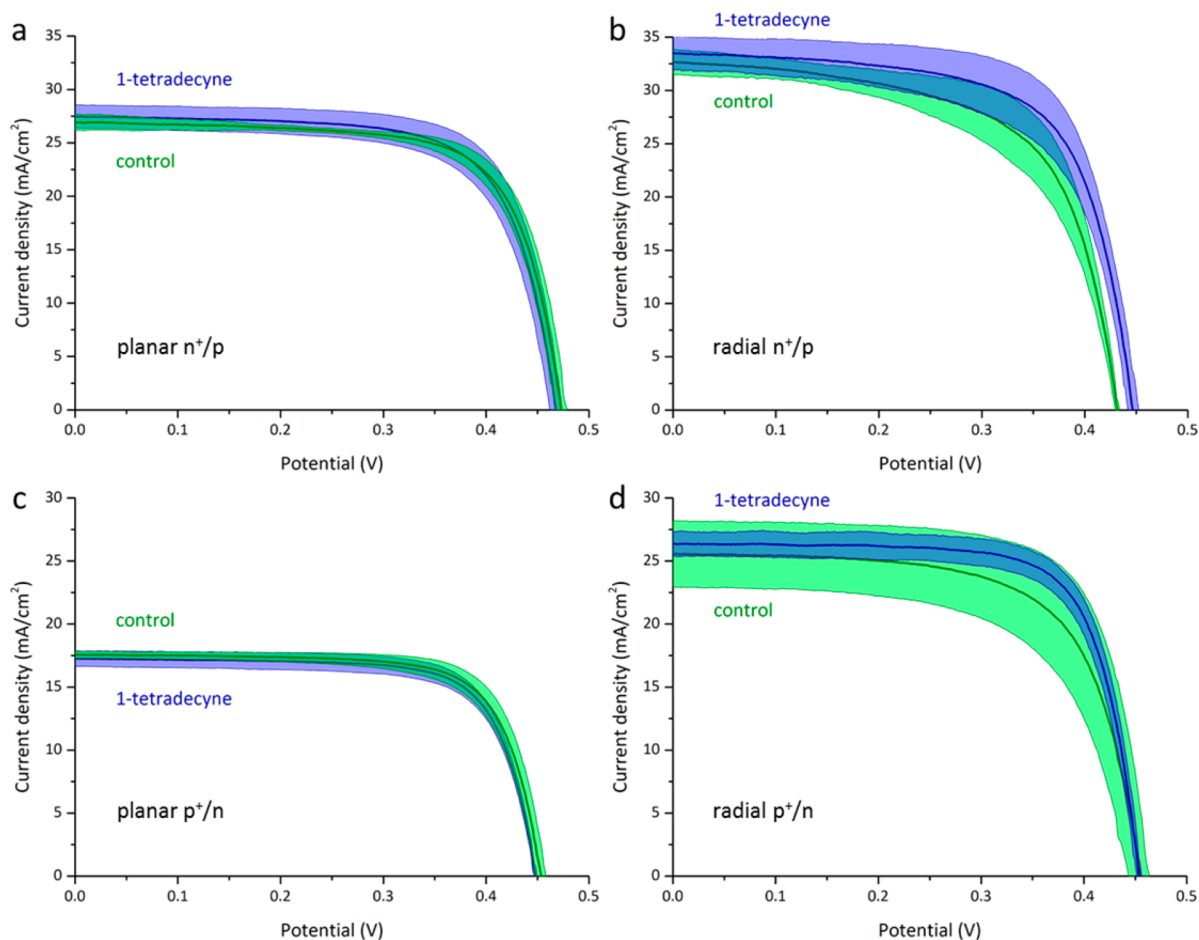 a
35
30
25
20
15
10
5
0
Current density (mA/cm²)
1-tetradecyne
control
planar n⁺/p
0.0 0.1 0.2 0.3 0.4 0.5
Potential (V)
b
1-tetradecyne
35
30
25
20
15
10
5
0
Current density (mA/cm²)
control
radial n⁺/p
0.0 0.1 0.2 0.3 0.4 0.5
Potential (V)
c
30
25
20
15
10
5
0
Current density (mA/cm²)
control
1-tetradecyne
planar p⁺/n
0.0 0.1 0.2 0.3 0.4 0.5
Potential (V)
d
1-tetradecyne
30
25
20
15
10
5
0
Current density (mA/cm²)
control
radial p⁺/n
0.0 0.1 0.2 0.3 0.4 0.5
Potential (V)